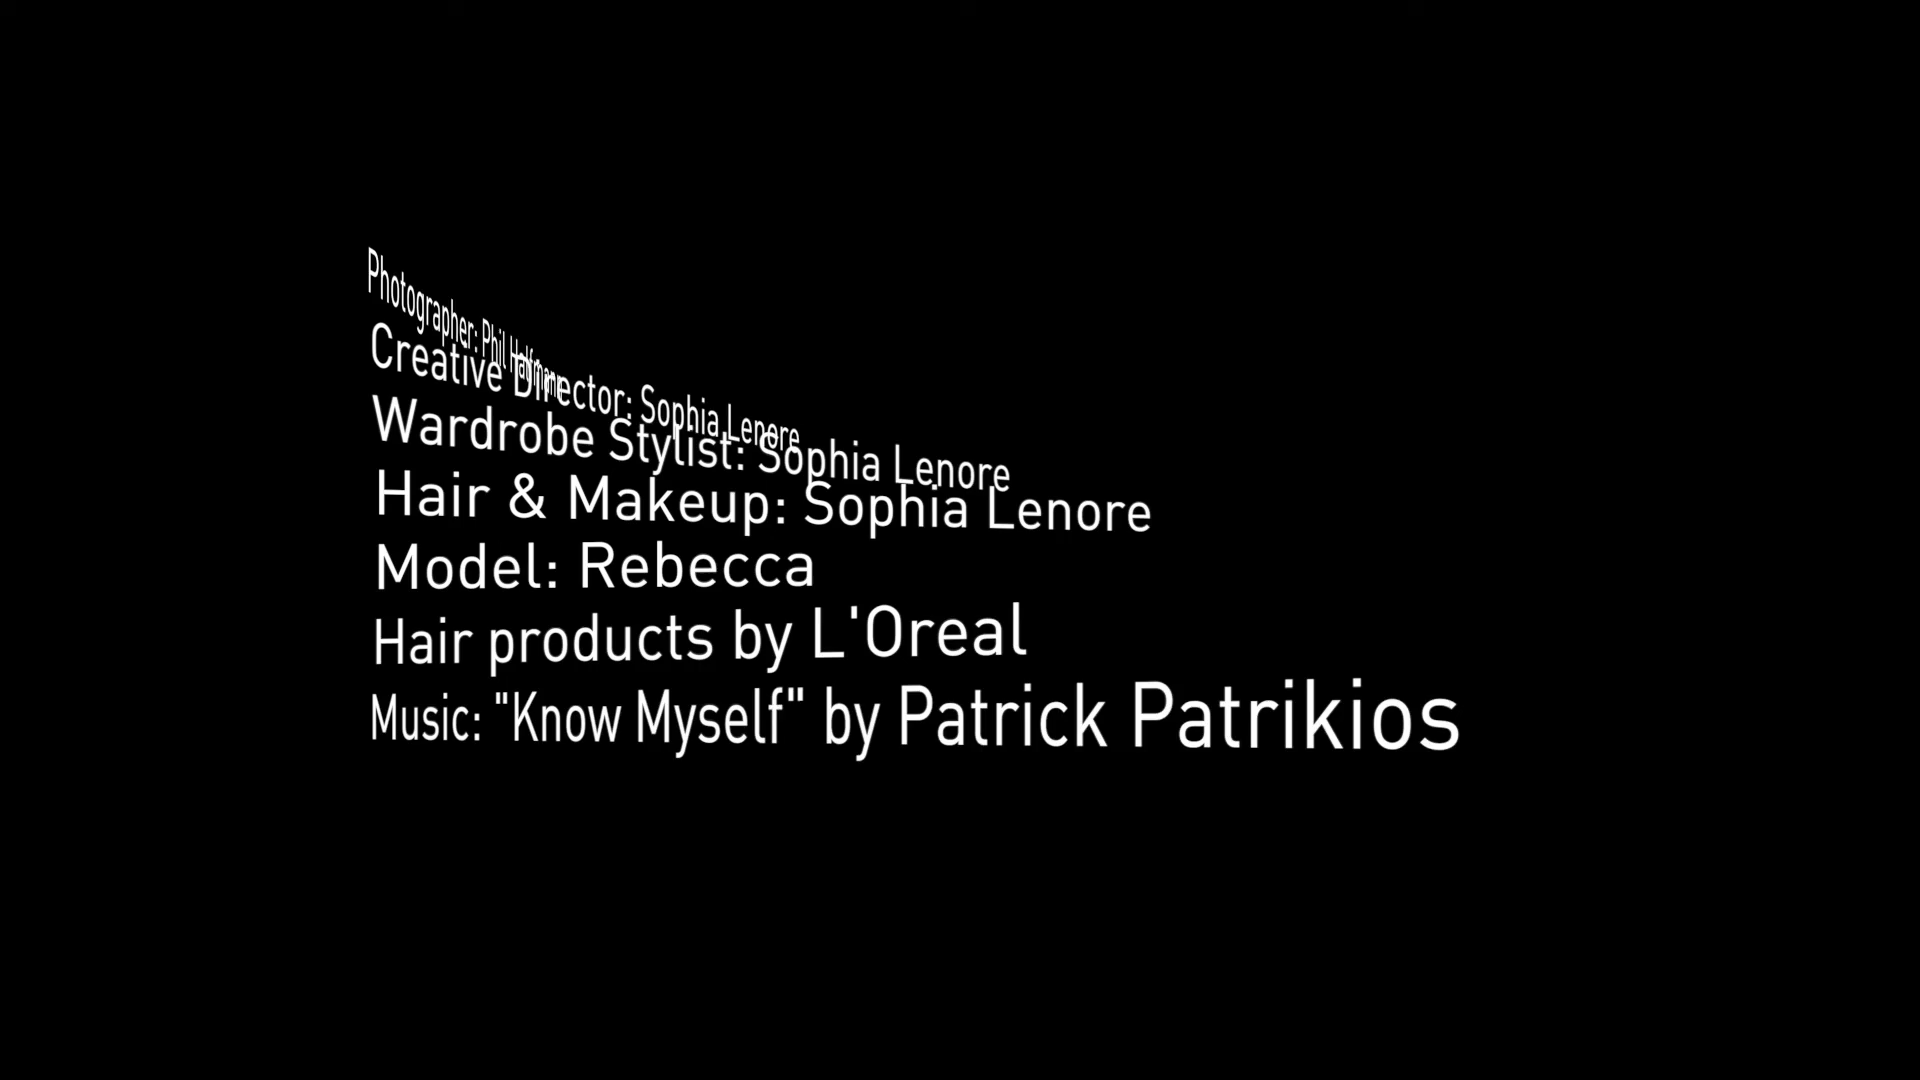 Photographer: Phil Halfmann
Creative Director: Sophia Lenore
Wardrobe Stylist: Sophia Lenore
Hair & Makeup: Sophia Lenore
Model: Rebecca
Hair products by L'Oreal
Music: "Know Myself" by Patrick Patrikios